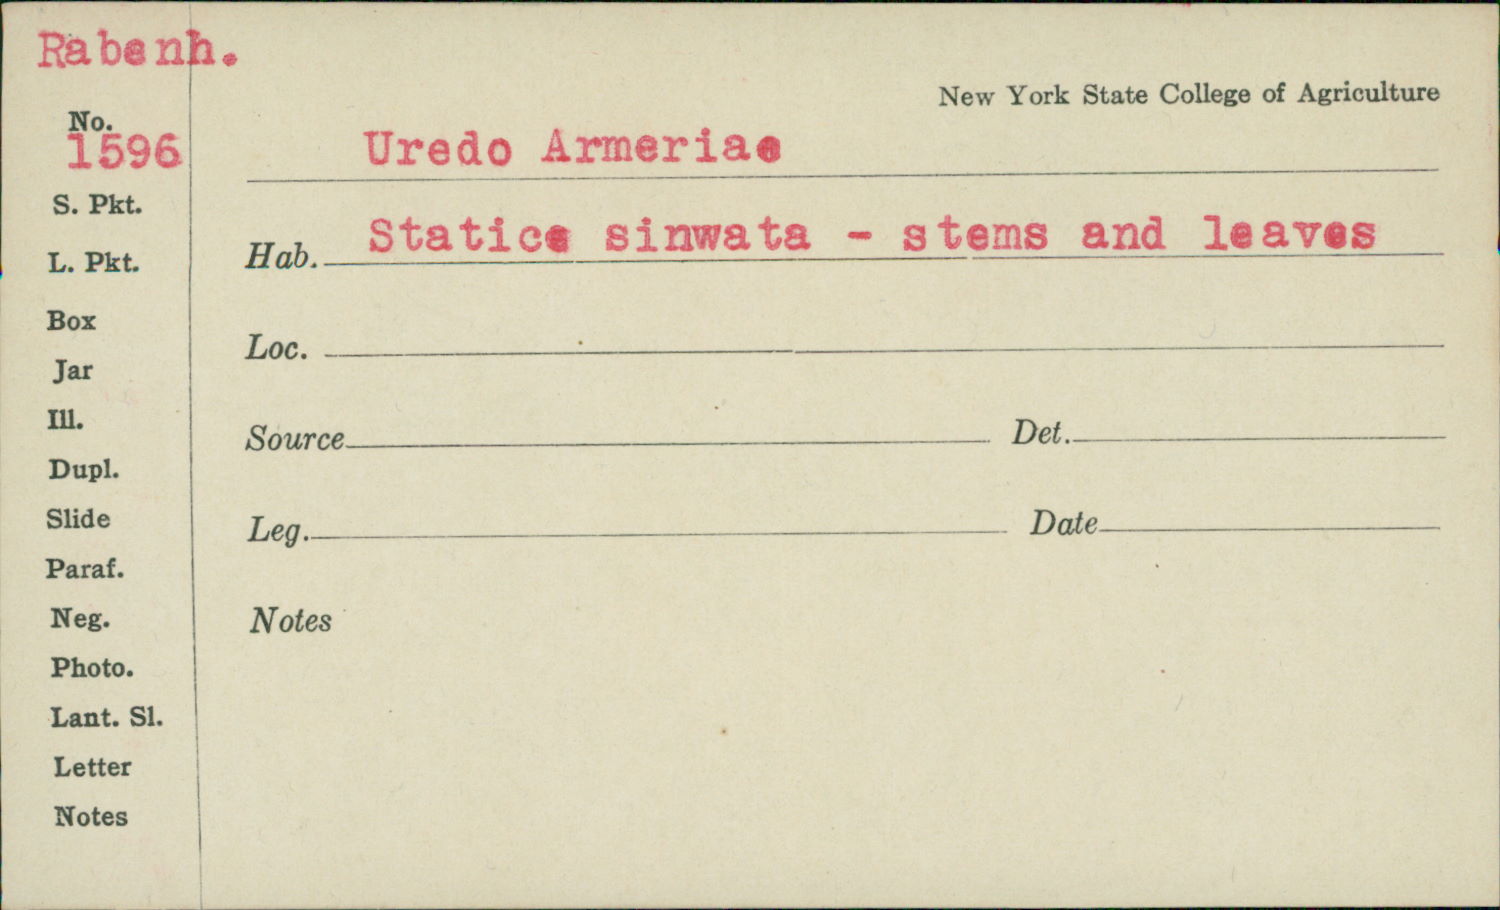 Rabenh.
New York State College of Agriculture
No.
1596
Uredo Armeriae
S. Pkt.
Hab. Statice sinwata - stems and leaves
L. Pkt.
Box
Loc.
Jar
Ill.
Source Det.
Dupl.
Slide
Leg. Date
Paraf.
Neg.
Notes
Photo.
Lant. Sl.
Letter
Notes